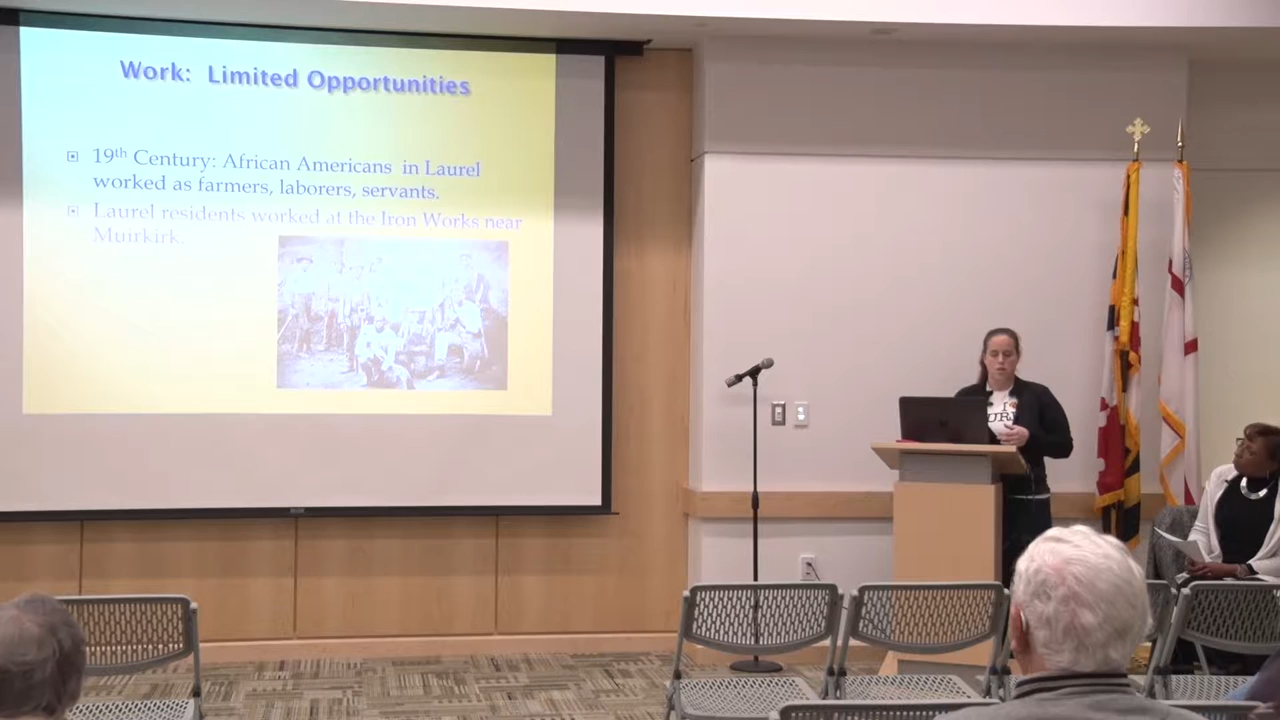 Work: Limited Opportunities
19th Century: African Americans in Laurel
worked as farmers, laborers, servants.
Laurel residents worked at the Iron Works near
Muirkirk.
I